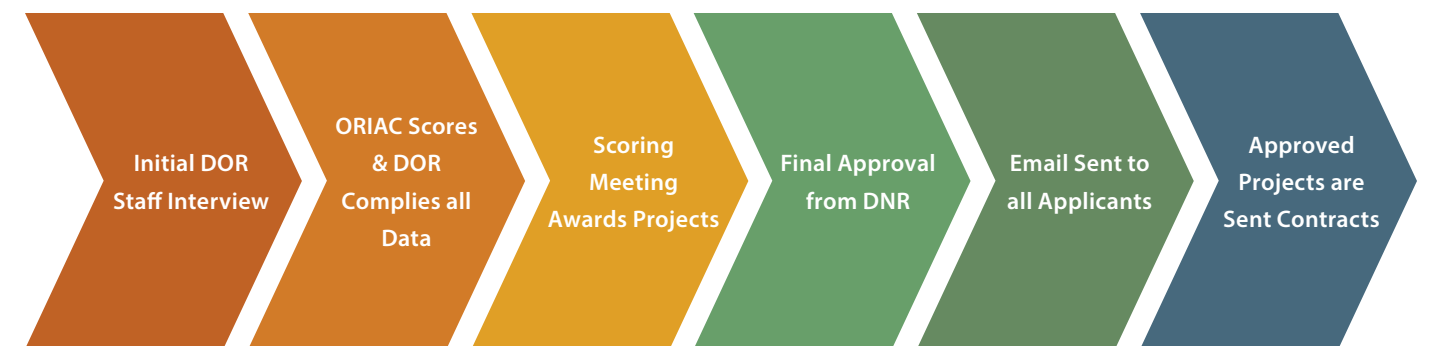 Initial DOR
Staff Interview
ORIAC Scores
& DOR
Complies all
Data
Scoring
Meeting
Awards Projects
Final Approval
from DNR
Email Sent to
all Applicants
Approved
Projects are
Sent Contracts